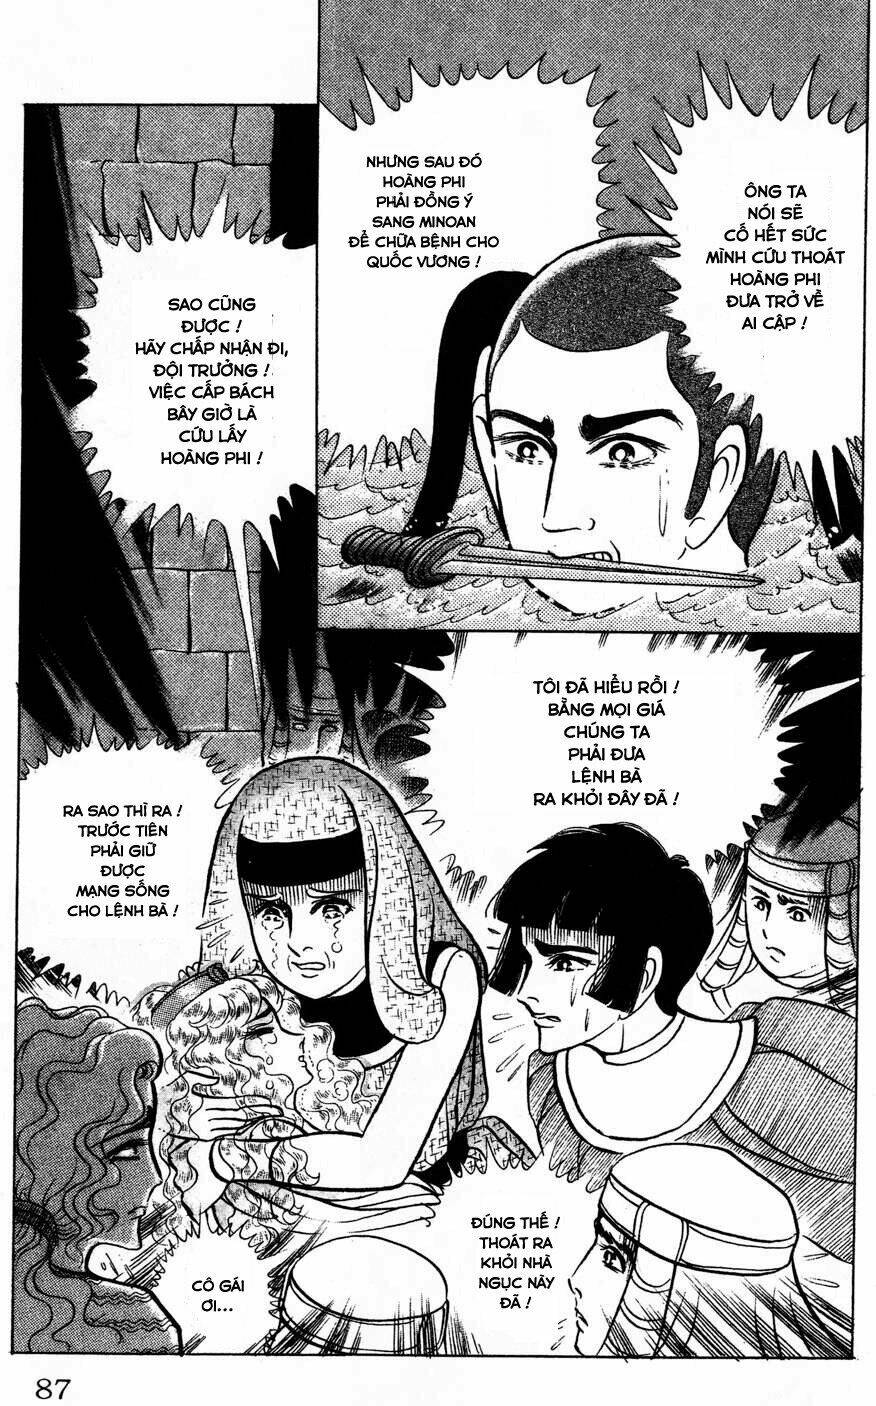 ÔNG TA
NÓI SẼ
CỐ HẾT SỨC
MÌNH CỨU THOÁT
HOÀNG PHI
ĐƯA TRỞ VỀ
AI CẬP !
NHƯNG SAU ĐÓ
HOÀNG PHI
PHẢI ĐỒNG Ý
SANG MINOAN
ĐỂ CHỮA BỆNH CHO
QUỐC VƯƠNG !
SAO CŨNG
ĐƯỢC !
HÃY CHẤP NHẬN ĐI,
ĐỘI TRƯỞNG !
VIỆC CẤP BÁCH
BÂY GIỜ LÀ
CỨU LẤY
HOÀNG PHI !
TÔI ĐÃ HIỂU RỒI !
BẰNG MỌI GIÁ
CHÚNG TA
PHẢI ĐƯA
LỆNH BÀ
RA KHỎI ĐÂY ĐÃ !
RA SAO THÌ RA !
TRƯỚC TIÊN
PHẢI GIỮ
ĐƯỢC
MẠNG SỐNG
CHO LỆNH BÀ !
ĐÚNG THẾ !
THOÁT RA
KHỎI NHÀ
NGỤC NÀY
ĐÃ !
CÔ GÁI
ƠI...
87